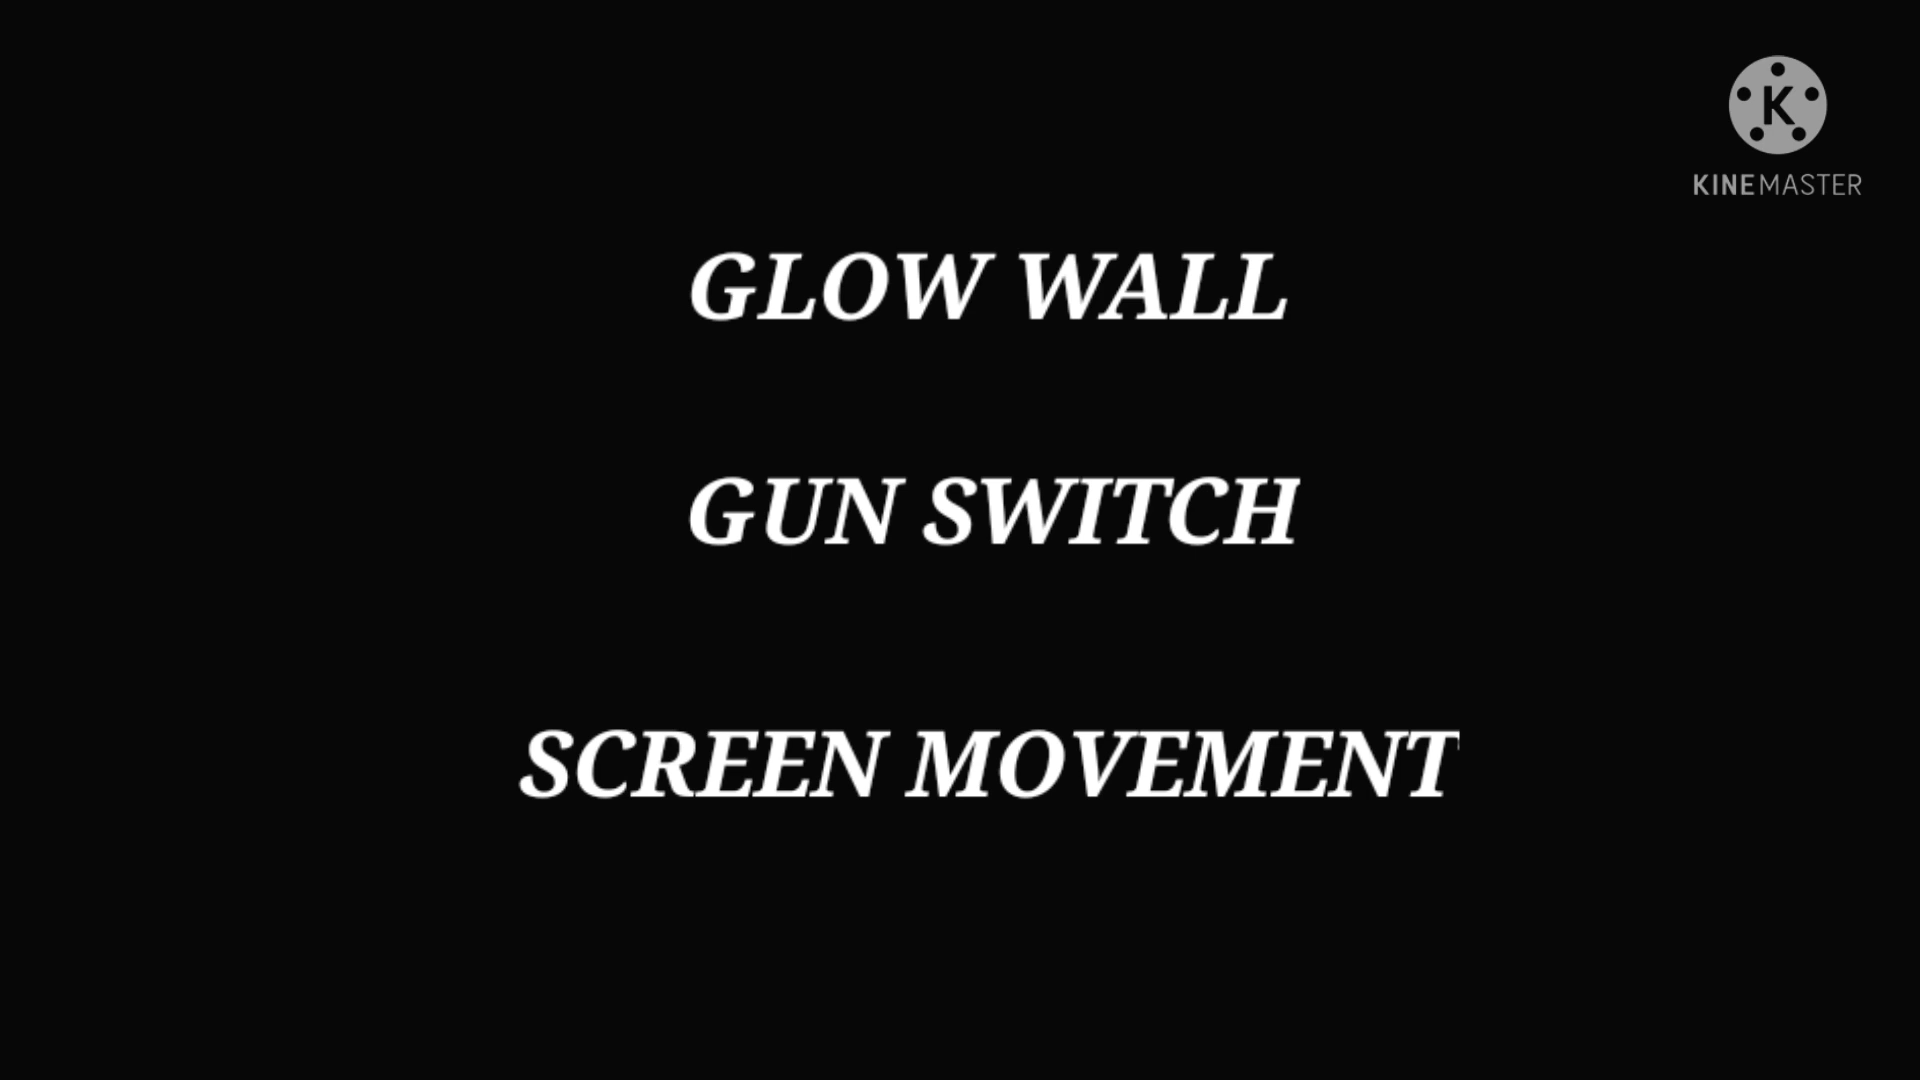 K
KINEMASTER
GLOW WALL
GUN SWITCH
SCREEN MOVEMENT